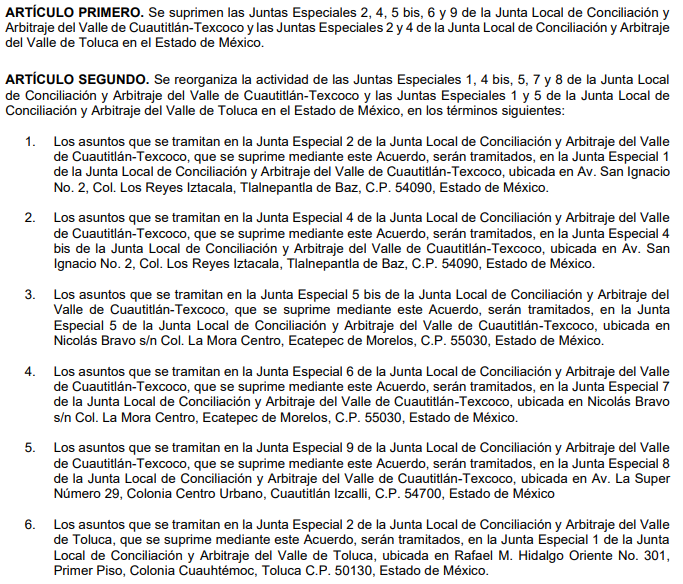 ARTÍCULO PRIMERO. Se suprimen las Juntas Especiales 2, 4, 5 bis, 6 y 9 de la Junta Local de Conciliación y
Arbitraje del Valle de Cuautitlán-Texcoco y las Juntas Especiales 2 y 4 de la Junta Local de Conciliación y Arbitraje
del Valle de Toluca en el Estado de México.
ARTÍCULO SEGUNDO. Se reorganiza la actividad de las Juntas Especiales 1, 4 bis, 5, 7 y 8 de la Junta Local
de Conciliación y Arbitraje del Valle de Cuautitlán-Texcoco y las Juntas Especiales 1 y 5 de la Junta Local de
Conciliación y Arbitraje del Valle de Toluca en el Estado de México, en los términos siguientes:
1. Los asuntos que se tramitan en la Junta Especial 2 de la Junta Local de Conciliación y Arbitraje del Valle
de Cuautitlán-Texcoco, que se suprime mediante este Acuerdo, serán tramitados, en la Junta Especial 1
de la Junta Local de Conciliación y Arbitraje del Valle de Cuautitlán-Texcoco, ubicada en Av. San Ignacio
No. 2, Col. Los Reyes Iztacala, Tlalnepantla de Baz, C.P. 54090, Estado de México.
2. Los asuntos que se tramitan en la Junta Especial 4 de la Junta Local de Conciliación y Arbitraje del Valle
de Cuautitlán-Texcoco, que se suprime mediante este Acuerdo, serán tramitados, en la Junta Especial 4
bis de la Junta Local de Conciliación y Arbitraje del Valle de Cuautitlán-Texcoco, ubicada en Av. San
Ignacio No. 2, Col. Los Reyes Iztacala, Tlalnepantla de Baz, C.P. 54090, Estado de México.
3. Los asuntos que se tramitan en la Junta Especial 5 bis de la Junta Local de Conciliación y Arbitraje del
Valle de Cuautitlán-Texcoco, que se suprime mediante este Acuerdo, serán tramitados, en la Junta
Especial 5 de la Junta Local de Conciliación y Arbitraje del Valle de Cuautitlán-Texcoco, ubicada en
Nicolás Bravo s/n Col. La Mora Centro, Ecatepec de Morelos, C.P. 55030, Estado de México.
4. Los asuntos que se tramitan en la Junta Especial 6 de la Junta Local de Conciliación y Arbitraje del Valle
de Cuautitlán-Texcoco, que se suprime mediante este Acuerdo, serán tramitados, en la Junta Especial 7
de la Junta Local de Conciliación y Arbitraje del Valle de Cuautitlán-Texcoco, ubicada en Nicolás Bravo
s/n Col. La Mora Centro, Ecatepec de Morelos, C.P. 55030, Estado de México.
5. Los asuntos que se tramitan en la Junta Especial 9 de la Junta Local de Conciliación y Arbitraje del Valle
de Cuautitlán-Texcoco, que se suprime mediante este Acuerdo, serán tramitados, en la Junta Especial 8
de la Junta Local de Conciliación y Arbitraje del Valle de Cuautitlán-Texcoco, ubicada en Av. La Super
Número 29, Colonia Centro Urbano, Cuautitlán Izcalli, C.P. 54700, Estado de México
6. Los asuntos que se tramitan en la Junta Especial 2 de la Junta Local de Conciliación y Arbitraje del Valle
de Toluca, que se suprime mediante este Acuerdo, serán tramitados, en la Junta Especial 1 de la Junta
Local de Conciliación y Arbitraje del Valle de Toluca, ubicada en Rafael M. Hidalgo Oriente No. 301,
Primer Piso, Colonia Cuauhtémoc, Toluca C.P. 50130, Estado de México.